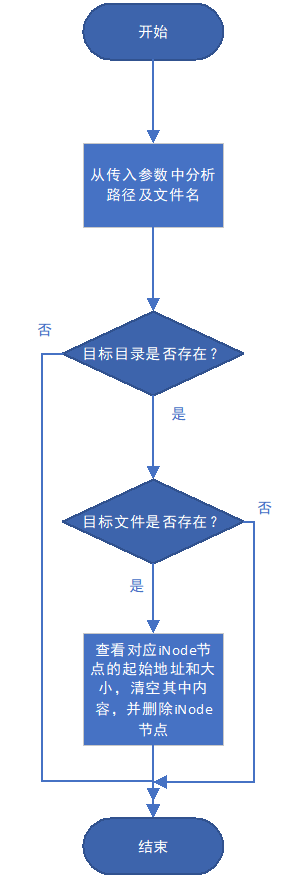 开始
从传入参数中分析
路径及文件名
否
目标目录是否存在？
是
目标文件是否存在？
否
是
查看对应iNode节
点的起始地址和大
小，清空其中内
容，并删除iNode
节点
结束